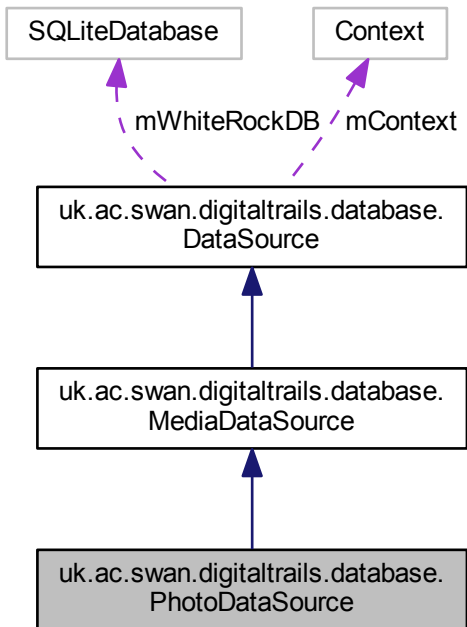 SQLiteDatabase
Context
mWhiteRockDB
mContext
uk.ac.swan.digitaltrails.database.
DataSource
uk.ac.swan.digitaltrails.database.
MediaDataSource
uk.ac.swan.digitaltrails.database.
PhotoDataSource